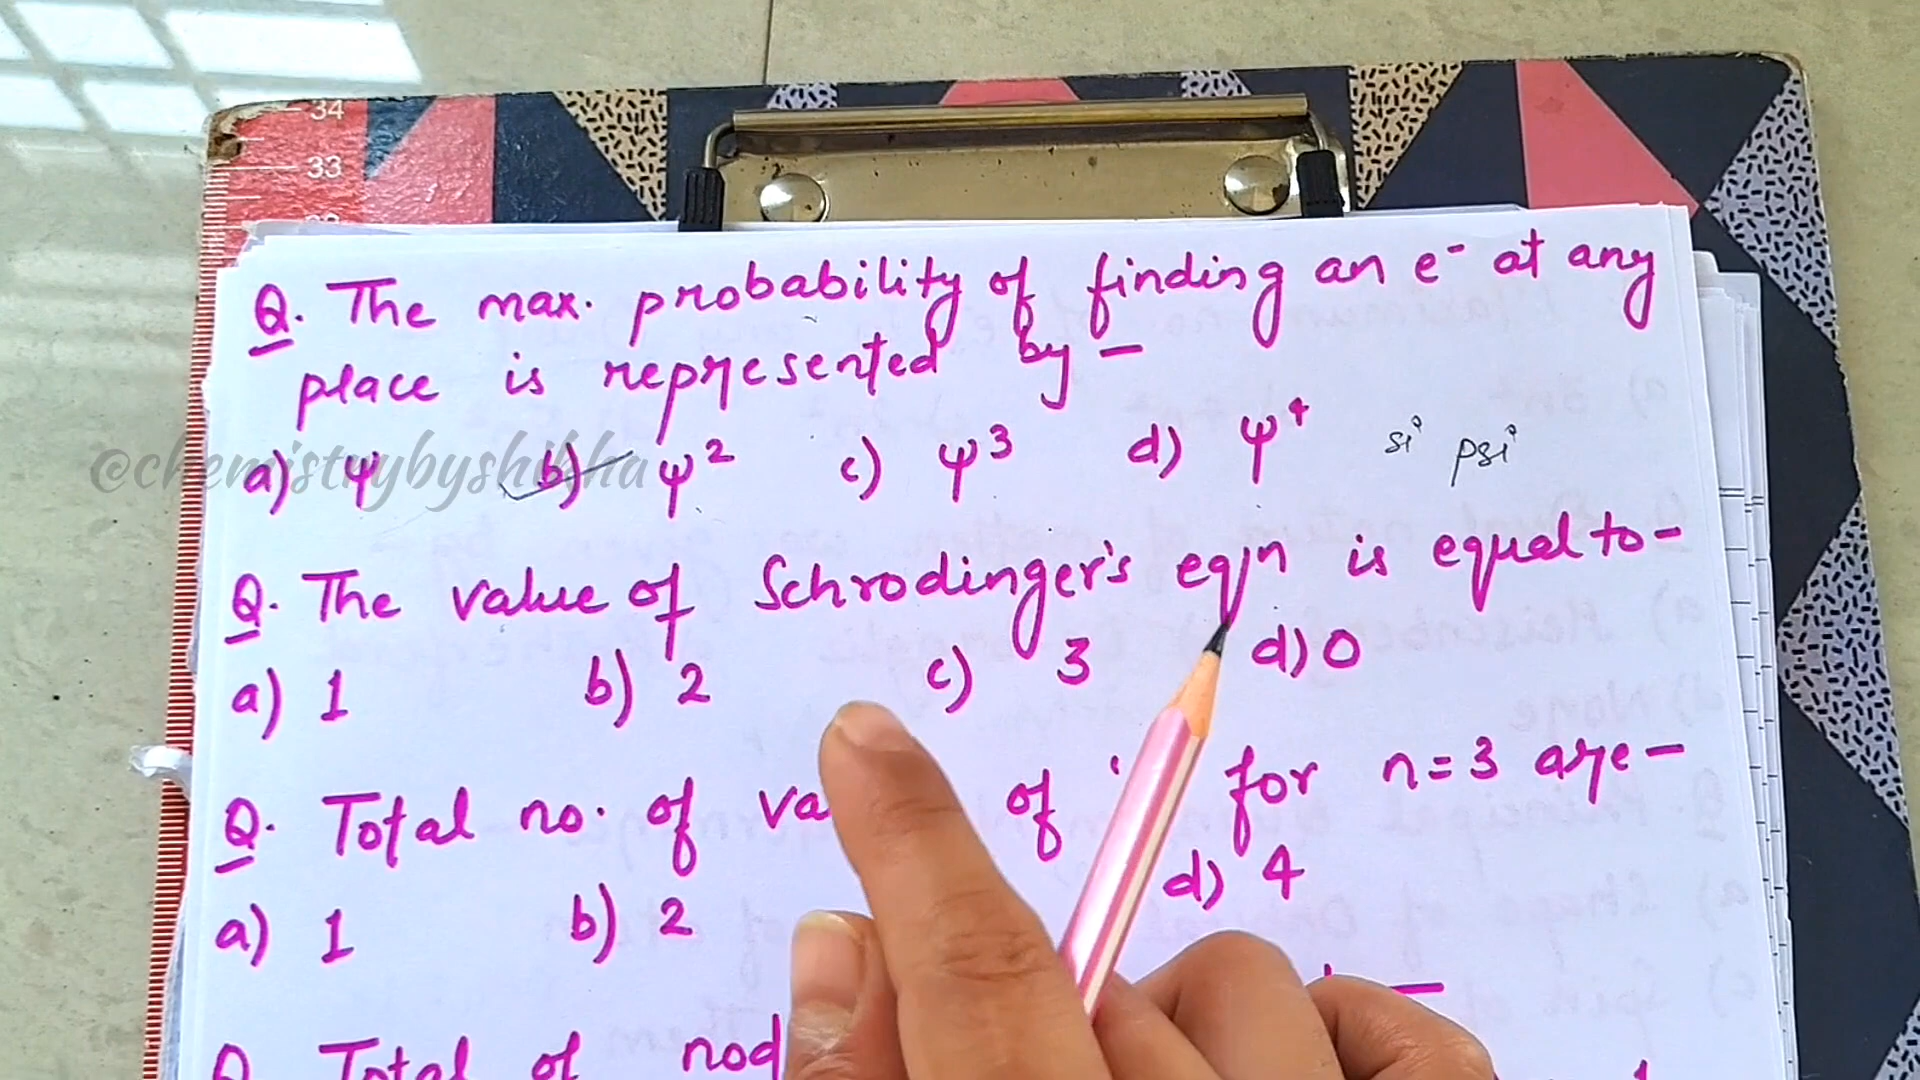 34
33
Q. The max. probability of finding an e⁻ at any
place is represented by –
@chemistrybyshikha
a) ψ b) ψ² c) ψ³ d) ψ⁴ si psi
Q. The value of Schrodinger's eqn is equal to-
a) 1 b) 2 c) 3 d) 0
Q. Total no. of of for n=3 are-
a) 1 b) 2 d) 4
Q Total of